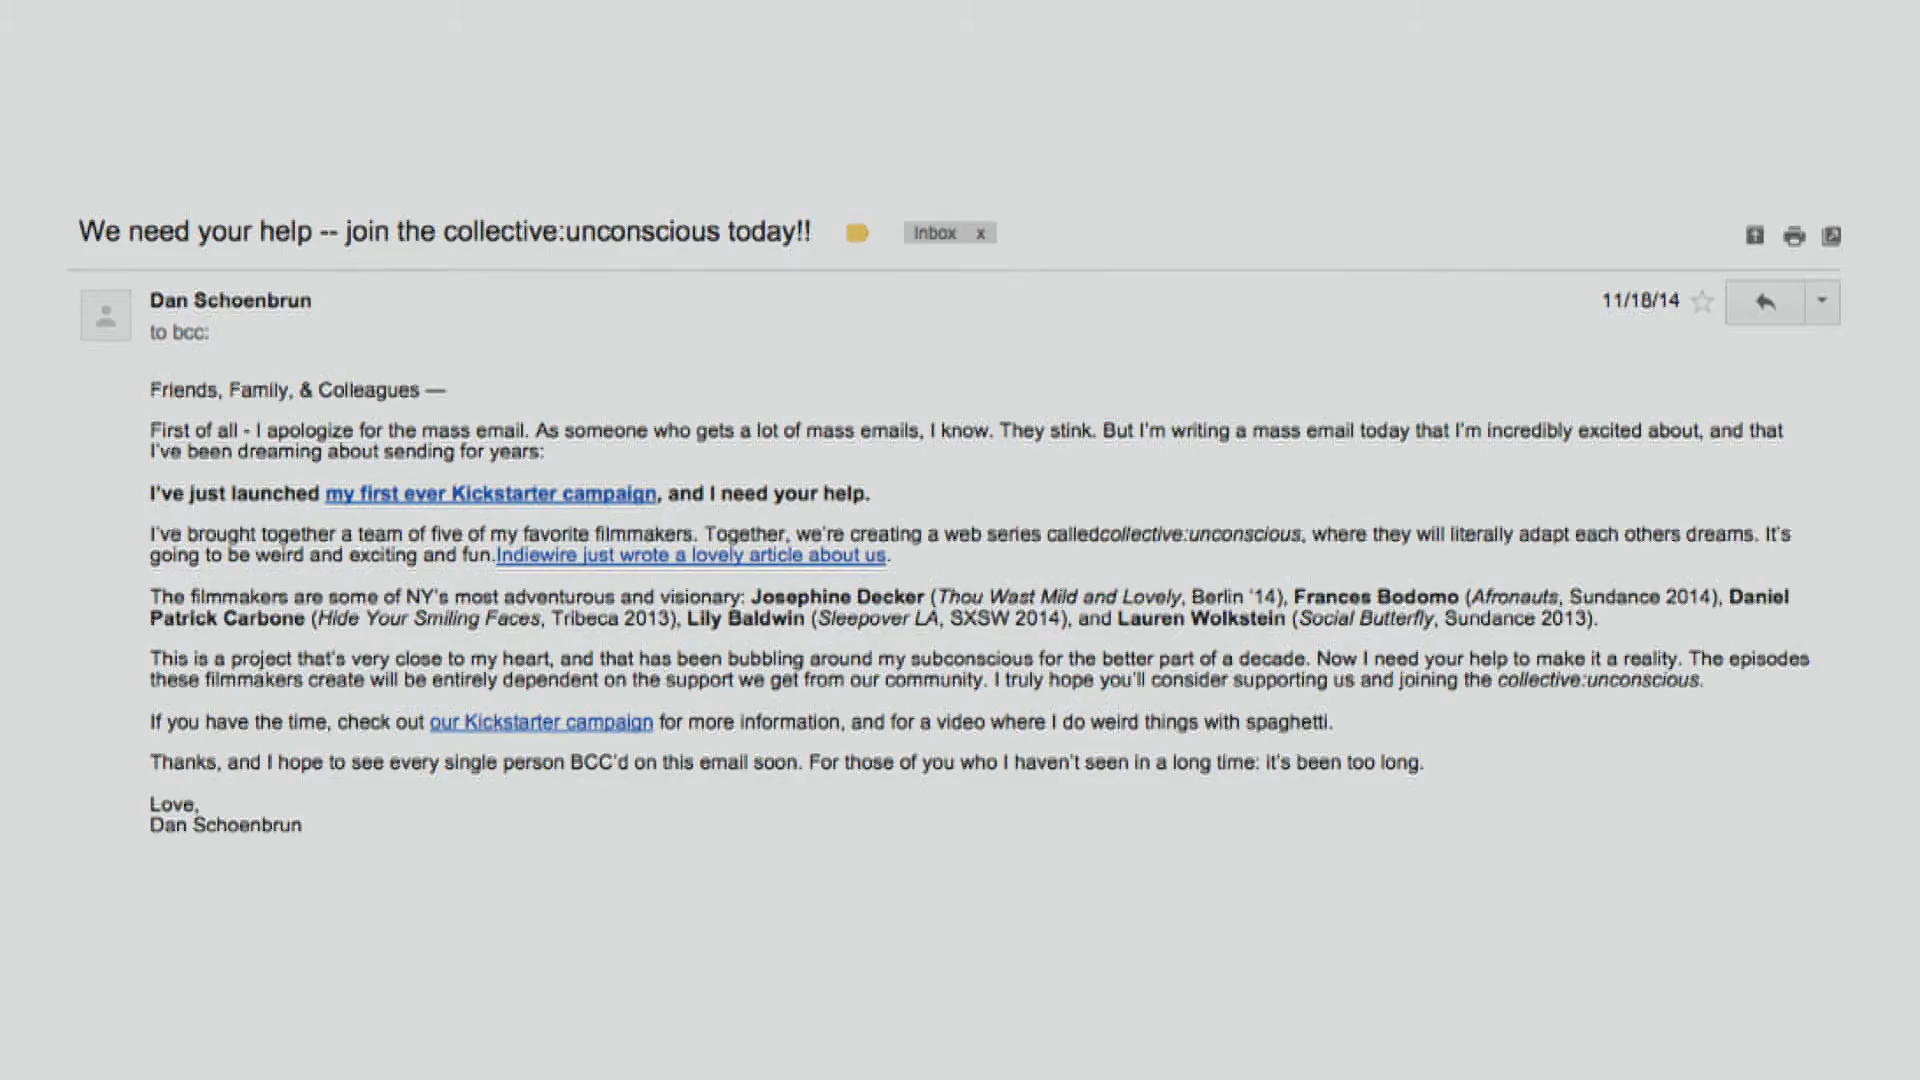 We need your help -- join the collective:unconscious today!!
Inbox x
Dan Schoenbrun
11/18/14
to bcc:
Friends, Family, & Colleagues —
First of all - I apologize for the mass email. As someone who gets a lot of mass emails, I know. They stink. But I'm writing a mass email today that I'm incredibly excited about, and that
I've been dreaming about sending for years:
I've just launched my first ever Kickstarter campaign, and I need your help.
I've brought together a team of five of my favorite filmmakers. Together, we're creating a web series calledcollective:unconscious, where they will literally adapt each others dreams. It's
going to be weird and exciting and fun.Indiewire just wrote a lovely article about us.
The filmmakers are some of NY's most adventurous and visionary: Josephine Decker (Thou Wast Mild and Lovely, Berlin '14), Frances Bodomo (Afronauts, Sundance 2014), Daniel
Patrick Carbone (Hide Your Smiling Faces, Tribeca 2013), Lily Baldwin (Sleepover LA, SXSW 2014), and Lauren Wolkstein (Social Butterfly, Sundance 2013).
This is a project that's very close to my heart, and that has been bubbling around my subconscious for the better part of a decade. Now I need your help to make it a reality. The episodes
these filmmakers create will be entirely dependent on the support we get from our community. I truly hope you'll consider supporting us and joining the collective:unconscious.
If you have the time, check out our Kickstarter campaign for more information, and for a video where I do weird things with spaghetti.
Thanks, and I hope to see every single person BCC'd on this email soon. For those of you who I haven't seen in a long time: it's been too long.
Love,
Dan Schoenbrun